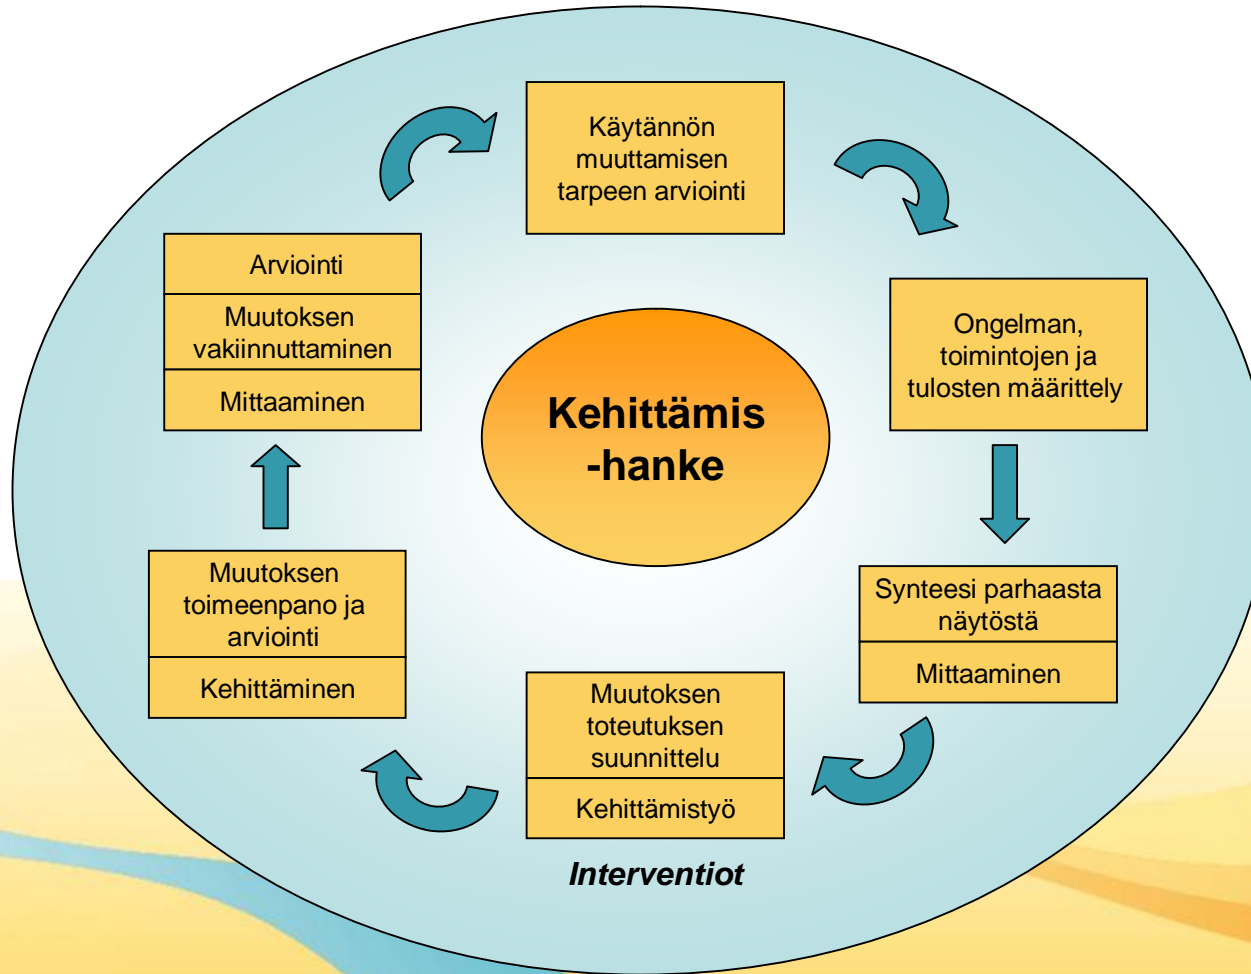 Käytännön
muuttamisen
tarpeen arviointi
Ongelman,
toimintojen ja
tulosten määrittely
Synteesi parhaasta
näytöstä
Mittaaminen
Muutoksen
toteutuksen
suunnittelu
Kehittämistyö
Interventiot
Muutoksen
toimeenpano ja
arviointi
Kehittäminen
Arviointi
Muutoksen
vakiinnuttaminen
Mittaaminen
Kehittämis
-hanke